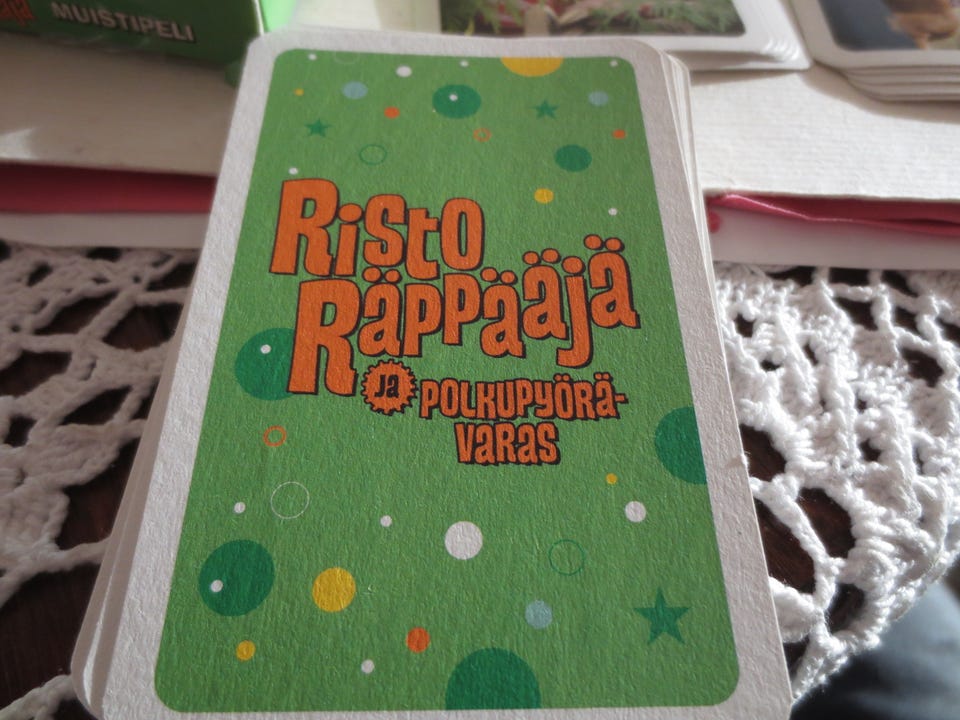 MUISTIPELI
Risto
Räppääjä
ja POLKUPYÖRÄ-
VARAS